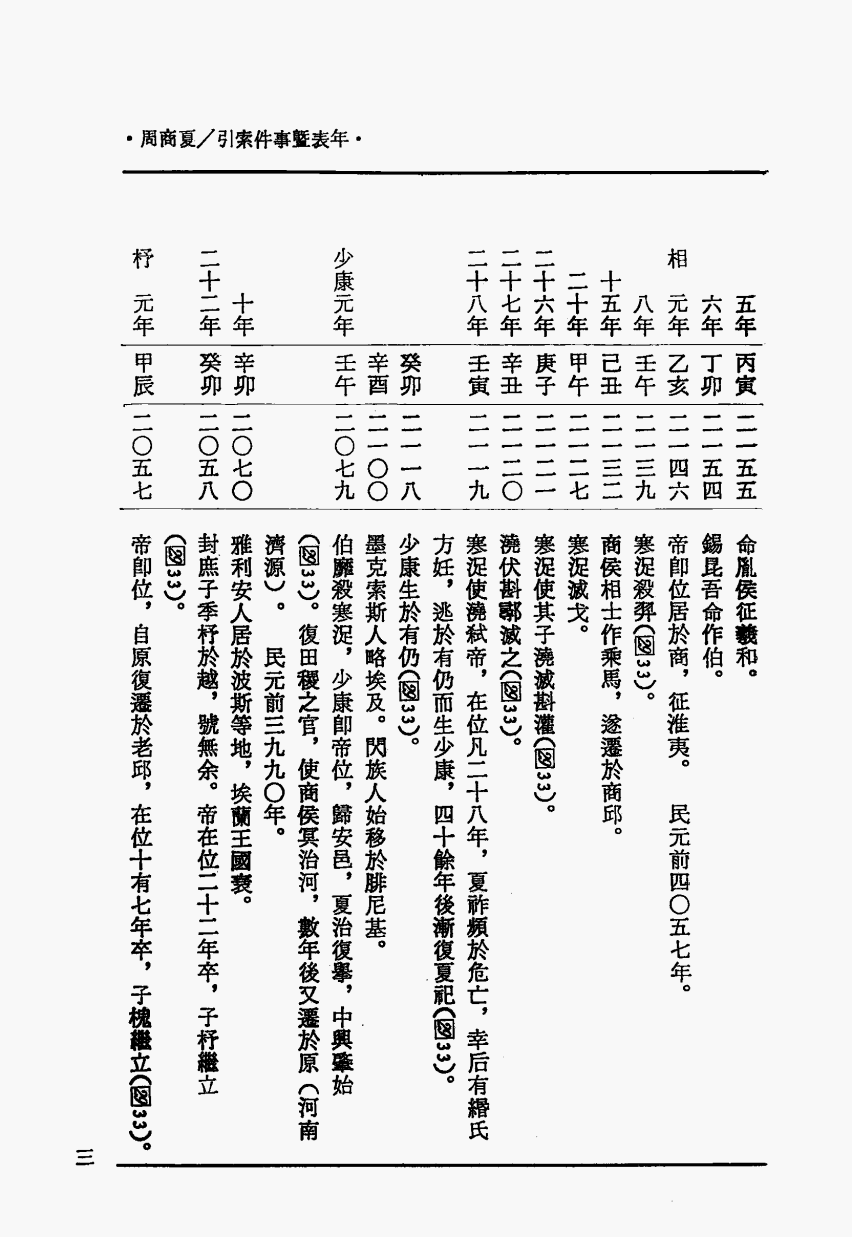 ·周商夏／引索件事暨表年·
五年 丙寅 二一五五 命胤侯征羲和。
六年 丁卯 二一五四 錫昆吾命作伯。
相 元年 乙亥 二一四六 帝卽位居於商，征淮夷。 民元前四〇五七年。
八年 壬午 二一三九 寒浞殺羿(圖33)。
十五年 己丑 二一三二 商侯相士作乘馬，遂遷於商邱。
二十年 甲午 二一二七 寒浞滅戈。
二十六年 庚子 二一二一 寒浞使其子澆滅斟灌(圖33)。
二十七年 辛丑 二一二〇 澆伏斟鄩滅之(圖33)。
二十八年 壬寅 二一一九 寒浞使澆弒帝，在位凡二十八年，夏祚頻於危亡，幸后有緡氏
方妊，逃於有仍而生少康，四十餘年後漸復夏祀(圖33)。
癸卯 二一一八 少康生於有仍(圖33)。
辛酉 二一〇〇 墨克索斯人略埃及。閃族人始移於腓尼基。
少康元年 壬午 二〇七九 伯靡殺寒浞，少康卽帝位，歸安邑，夏治復舉，中興肇始
(圖33)。復田稷之官，使商侯冥治河，數年後又遷於原（河南
濟源）。 民元前三九九〇年。
十年 辛卯 二〇七〇 雅利安人居於波斯等地，埃蘭王國衰。
二十二年 癸卯 二〇五八 封庶子季杼於越，號無余。帝在位二十二年卒，子杼繼立
(圖33)。
杼 元年 甲辰 二〇五七 帝卽位，自原復遷於老邱，在位十有七年卒，子槐繼立(圖33)。
三